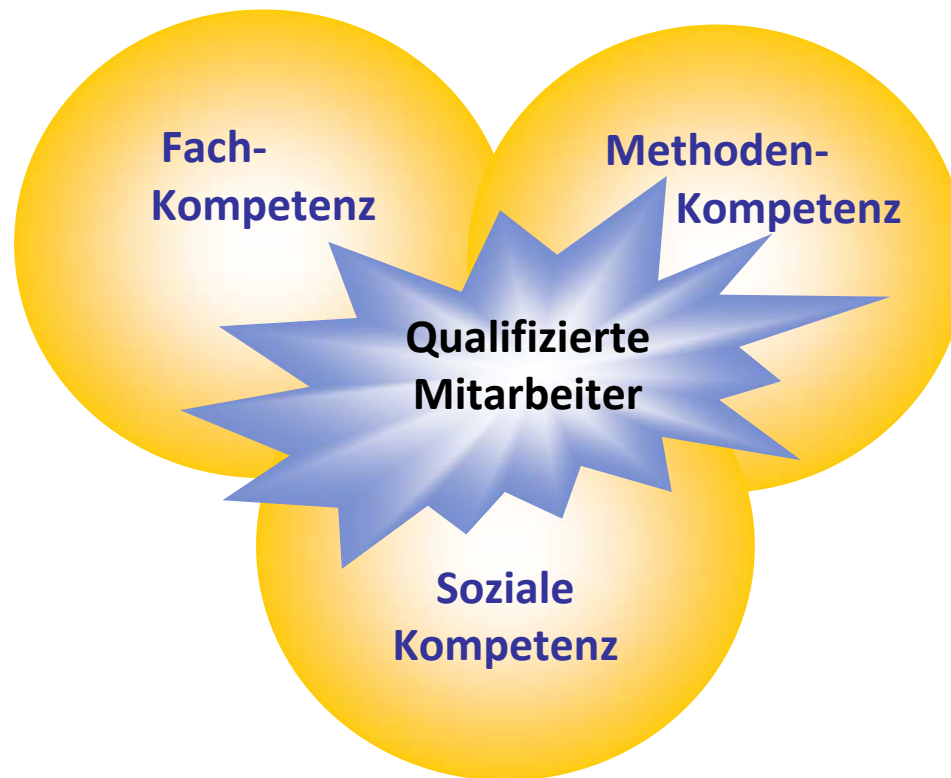 Fach-
Kompetenz
Methoden-
Kompetenz
Qualifizierte
Mitarbeiter
Soziale
Kompetenz